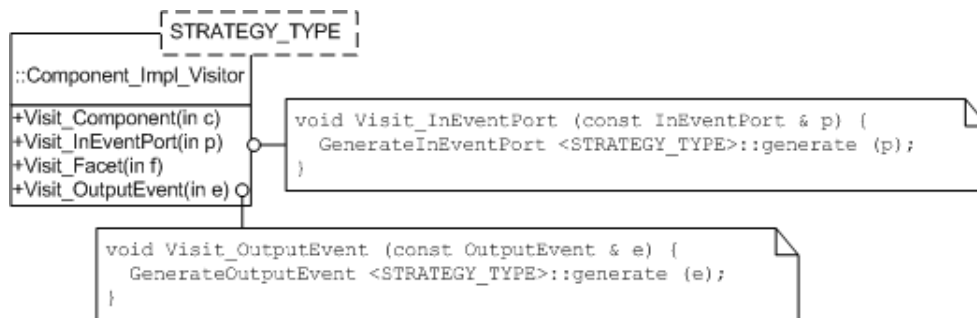 STRATEGY_TYPE
::Component_Impl_Visitor
+Visit_Component(in c)
+Visit_InEventPort(in p)
+Visit_Facet(in f)
+Visit_OutputEvent(in e)
void Visit_InEventPort (const InEventPort & p) {
GenerateInEventPort <STRATEGY_TYPE>::generate (p);
}
void Visit_OutputEvent (const OutputEvent & e) {
GenerateOutputEvent <STRATEGY_TYPE>::generate (e);
}